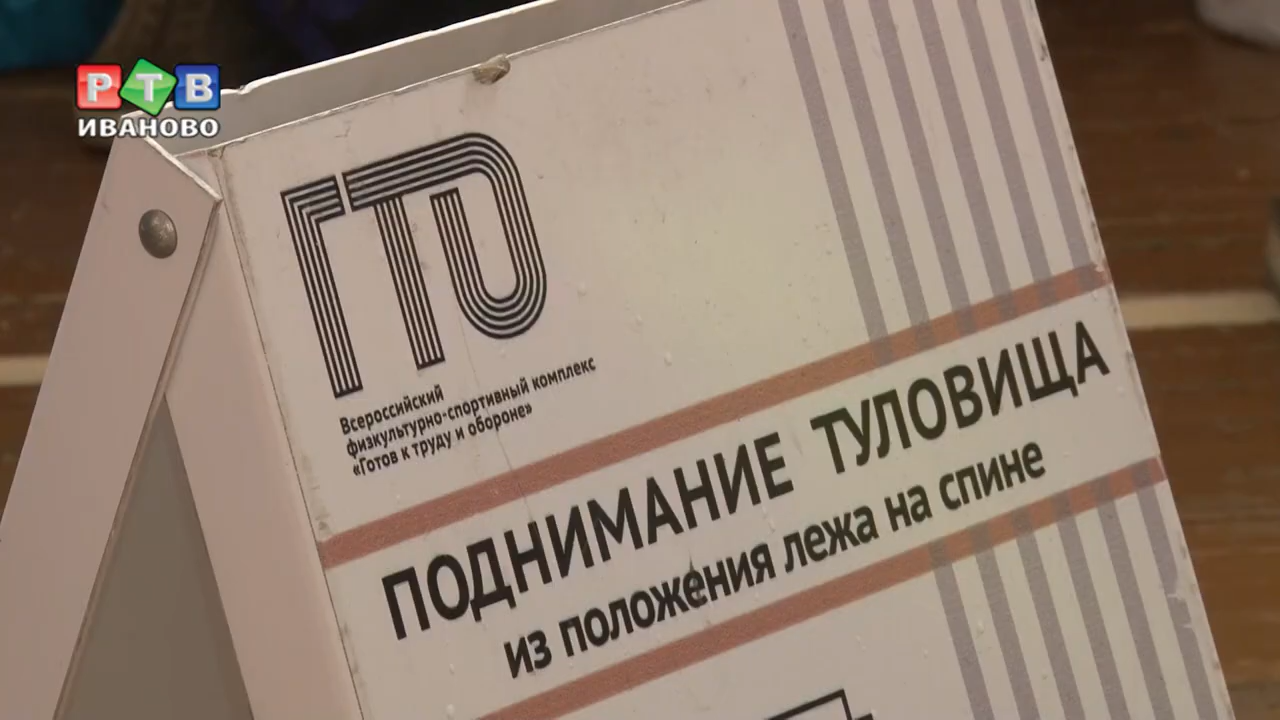 РТВ
ИВАНОВО
ГТО
Всероссийский
физкультурно-спортивный комплекс
«Готов к труду и обороне»
ПОДНИМАНИЕ ТУЛОВИЩА
из положения лежа на спине